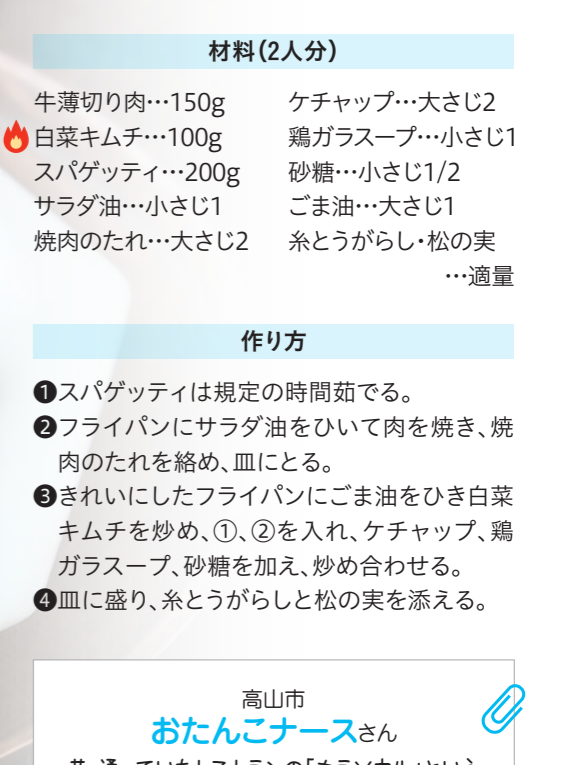 材料(2人分)
牛薄切り肉…150g
白菜キムチ…100g
スパゲッティ…200g
サラダ油…小さじ1
焼肉のたれ…大さじ2
ケチャップ…大さじ2
鶏ガラスープ…小さじ1
砂糖…小さじ1/2
ごま油…大さじ1
糸とうがらし・松の実
…適量
作り方
❶スパゲッティは規定の時間茹でる。
❷フライパンにサラダ油をひいて肉を焼き、焼
肉のたれを絡め、皿にとる。
❸きれいにしたフライパンにごま油をひき白菜
キムチを炒め、①、②を入れ、ケチャップ、鶏
ガラスープ、砂糖を加え、炒め合わせる。
❹皿に盛り、糸とうがらしと松の実を添える。
高山市
おたんこナースさん